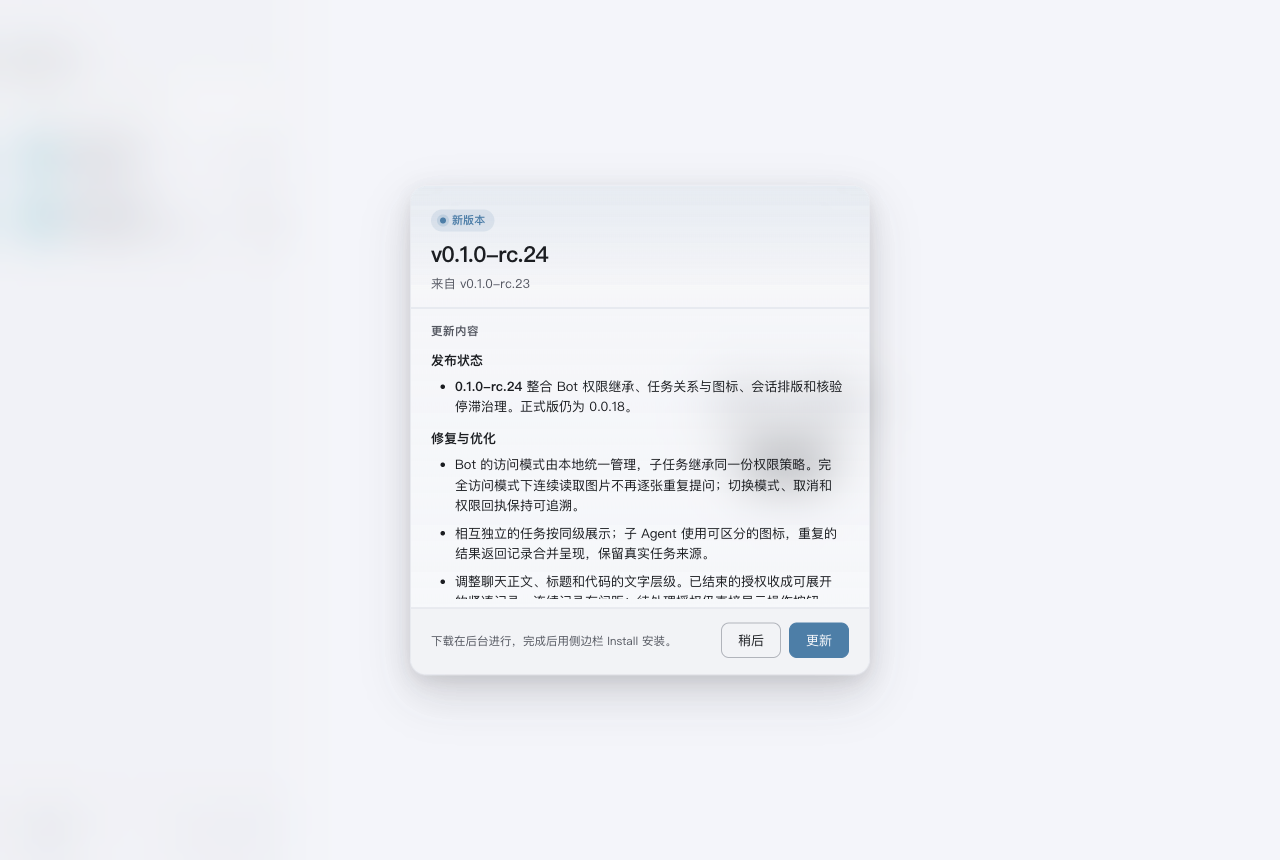 新版本
v0.1.0-rc.24
来自 v0.1.0-rc.23
更新内容
发布状态
• 0.1.0-rc.24 整合 Bot 权限继承、任务关系与图标、会话排版和核验
停滞治理。正式版仍为 0.0.18。
修复与优化
• Bot 的访问模式由本地统一管理，子任务继承同一份权限策略。完
全访问模式下连续读取图片不再逐张重复提问；切换模式、取消和
权限回执保持可追溯。
• 相互独立的任务按同级展示；子 Agent 使用可区分的图标，重复的
结果返回记录合并呈现，保留真实任务来源。
• 调整聊天正文、标题和代码的文字层级。已结束的授权收成可展开
下载在后台进行，完成后用侧边栏 Install 安装。
稍后
更新